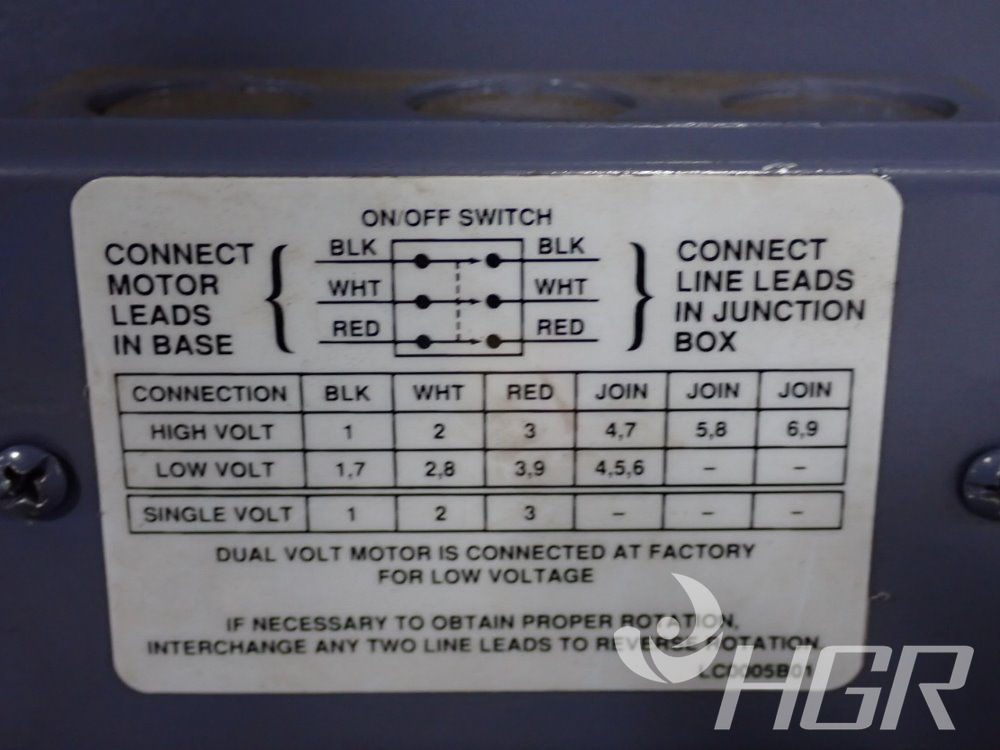 ON/OFF SWITCH
CONNECT MOTOR LEADS IN BASE
BLK BLK
WHT WHT
RED RED
CONNECT LINE LEADS IN JUNCTION BOX
CONNECTION BLK WHT RED JOIN JOIN JOIN
HIGH VOLT 1 2 3 4,7 5,8 6,9
LOW VOLT 1,7 2,8 3,9 4,5,6 – –
SINGLE VOLT 1 2 3 – – –
DUAL VOLT MOTOR IS CONNECTED AT FACTORY
FOR LOW VOLTAGE
IF NECESSARY TO OBTAIN PROPER ROTATION,
INTERCHANGE ANY TWO LINE LEADS TO REVERSE ROTATION
LC0005B01
HGR